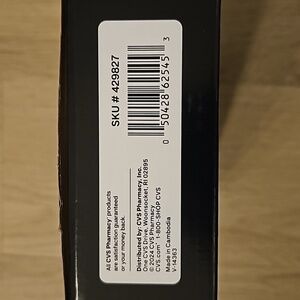 SKU # 429827
0 50428 62545 3
All CVS Pharmacy® products
are satisfaction guaranteed
or your money back.
Distributed by: CVS Pharmacy, Inc.
One CVS Drive, Woonsocket, RI 02895
© 2024 CVS Pharmacy
CVS.com® 1-800-SHOP CVS
Made in Cambodia
V-14363